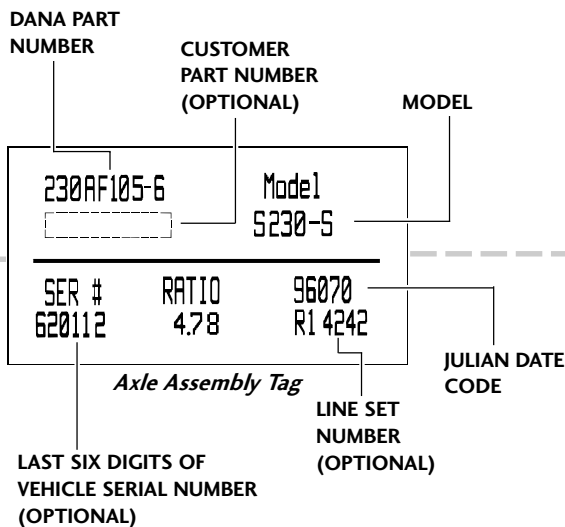 DANA PART
NUMBER
CUSTOMER
PART NUMBER
(OPTIONAL)
MODEL
230AF105-6
Model
S230-S
SER #
RATIO
96070
620112
4.78
R1 4242
Axle Assembly Tag
JULIAN DATE
CODE
LINE SET
NUMBER
(OPTIONAL)
LAST SIX DIGITS OF
VEHICLE SERIAL NUMBER
(OPTIONAL)